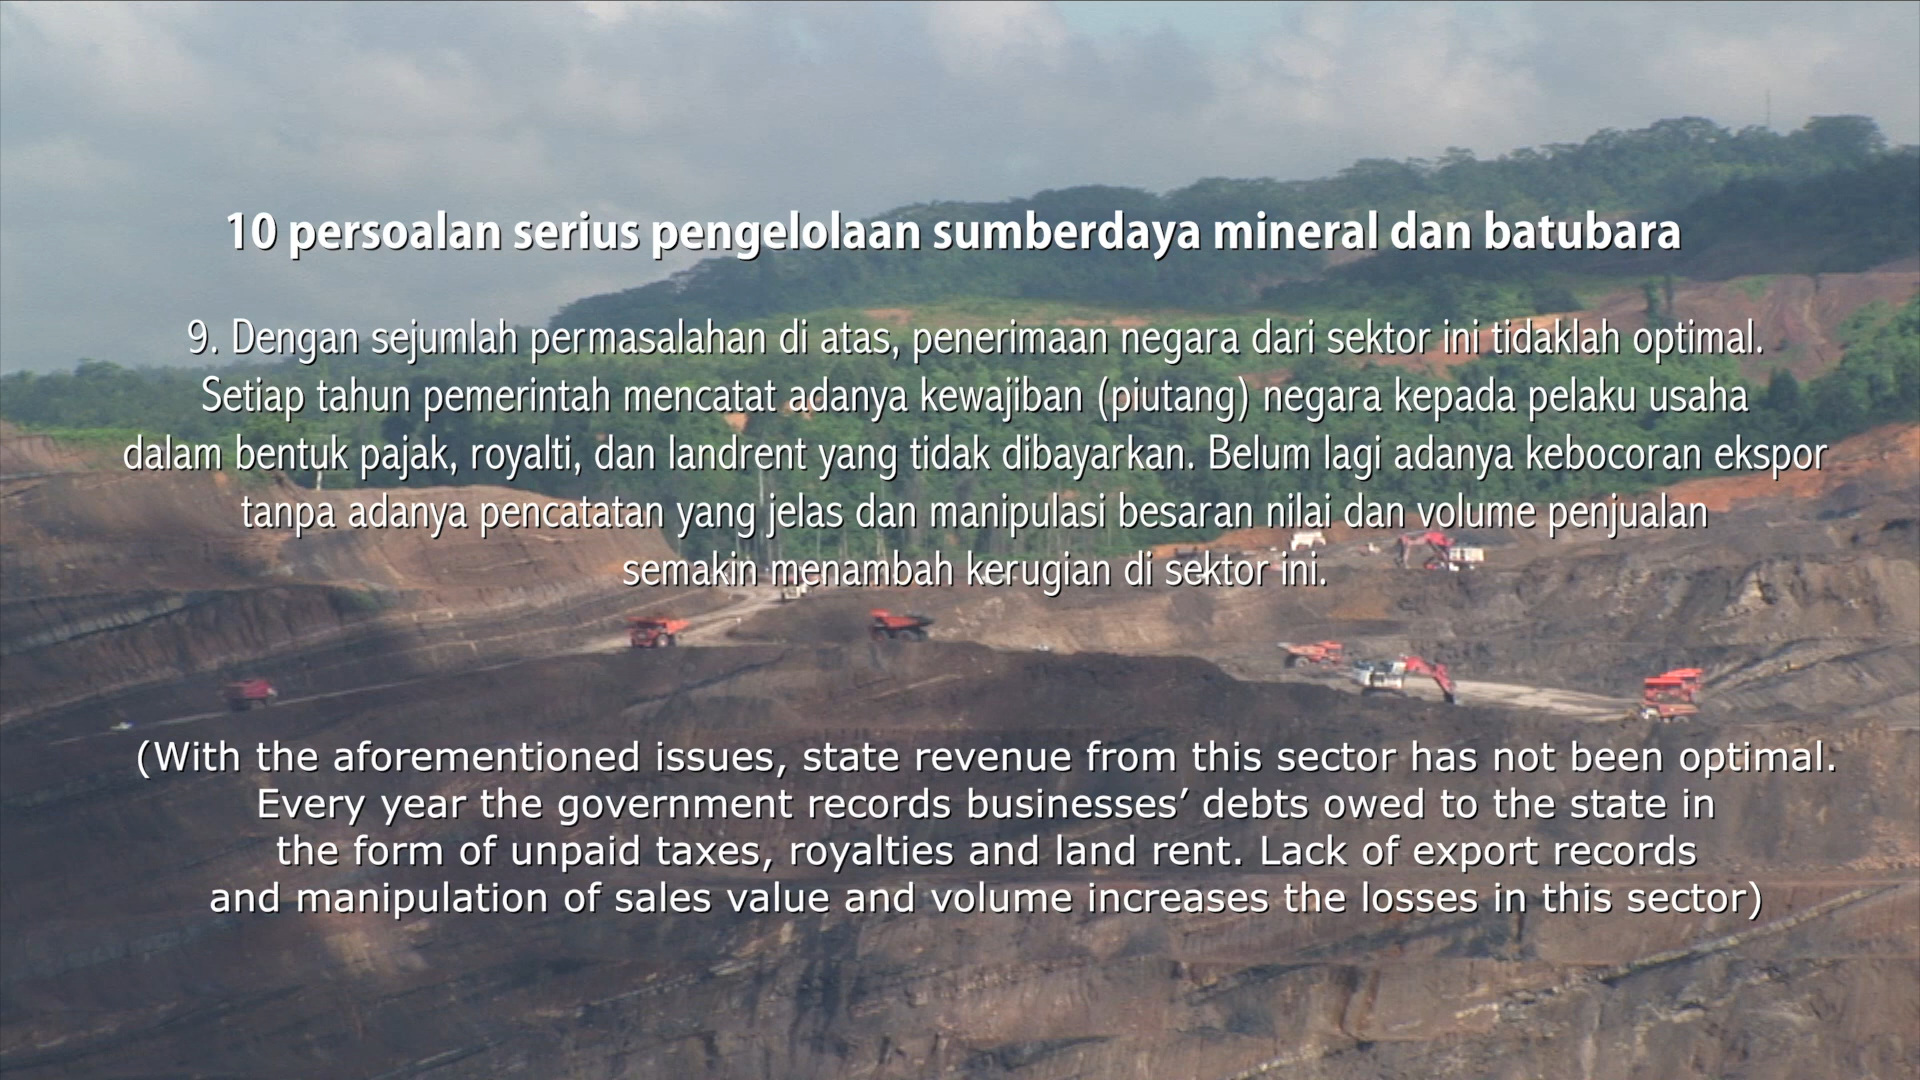 10 persoalan serius pengelolaan sumberdaya mineral dan batubara
9. Dengan sejumlah permasalahan di atas, penerimaan negara dari sektor ini tidaklah optimal.
Setiap tahun pemerintah mencatat adanya kewajiban (piutang) negara kepada pelaku usaha
dalam bentuk pajak, royalti, dan landrent yang tidak dibayarkan. Belum lagi adanya kebocoran ekspor
tanpa adanya pencatatan yang jelas dan manipulasi besaran nilai dan volume penjualan
semakin menambah kerugian di sektor ini.
(With the aforementioned issues, state revenue from this sector has not been optimal.
Every year the government records businesses’ debts owed to the state in
the form of unpaid taxes, royalties and land rent. Lack of export records
and manipulation of sales value and volume increases the losses in this sector)